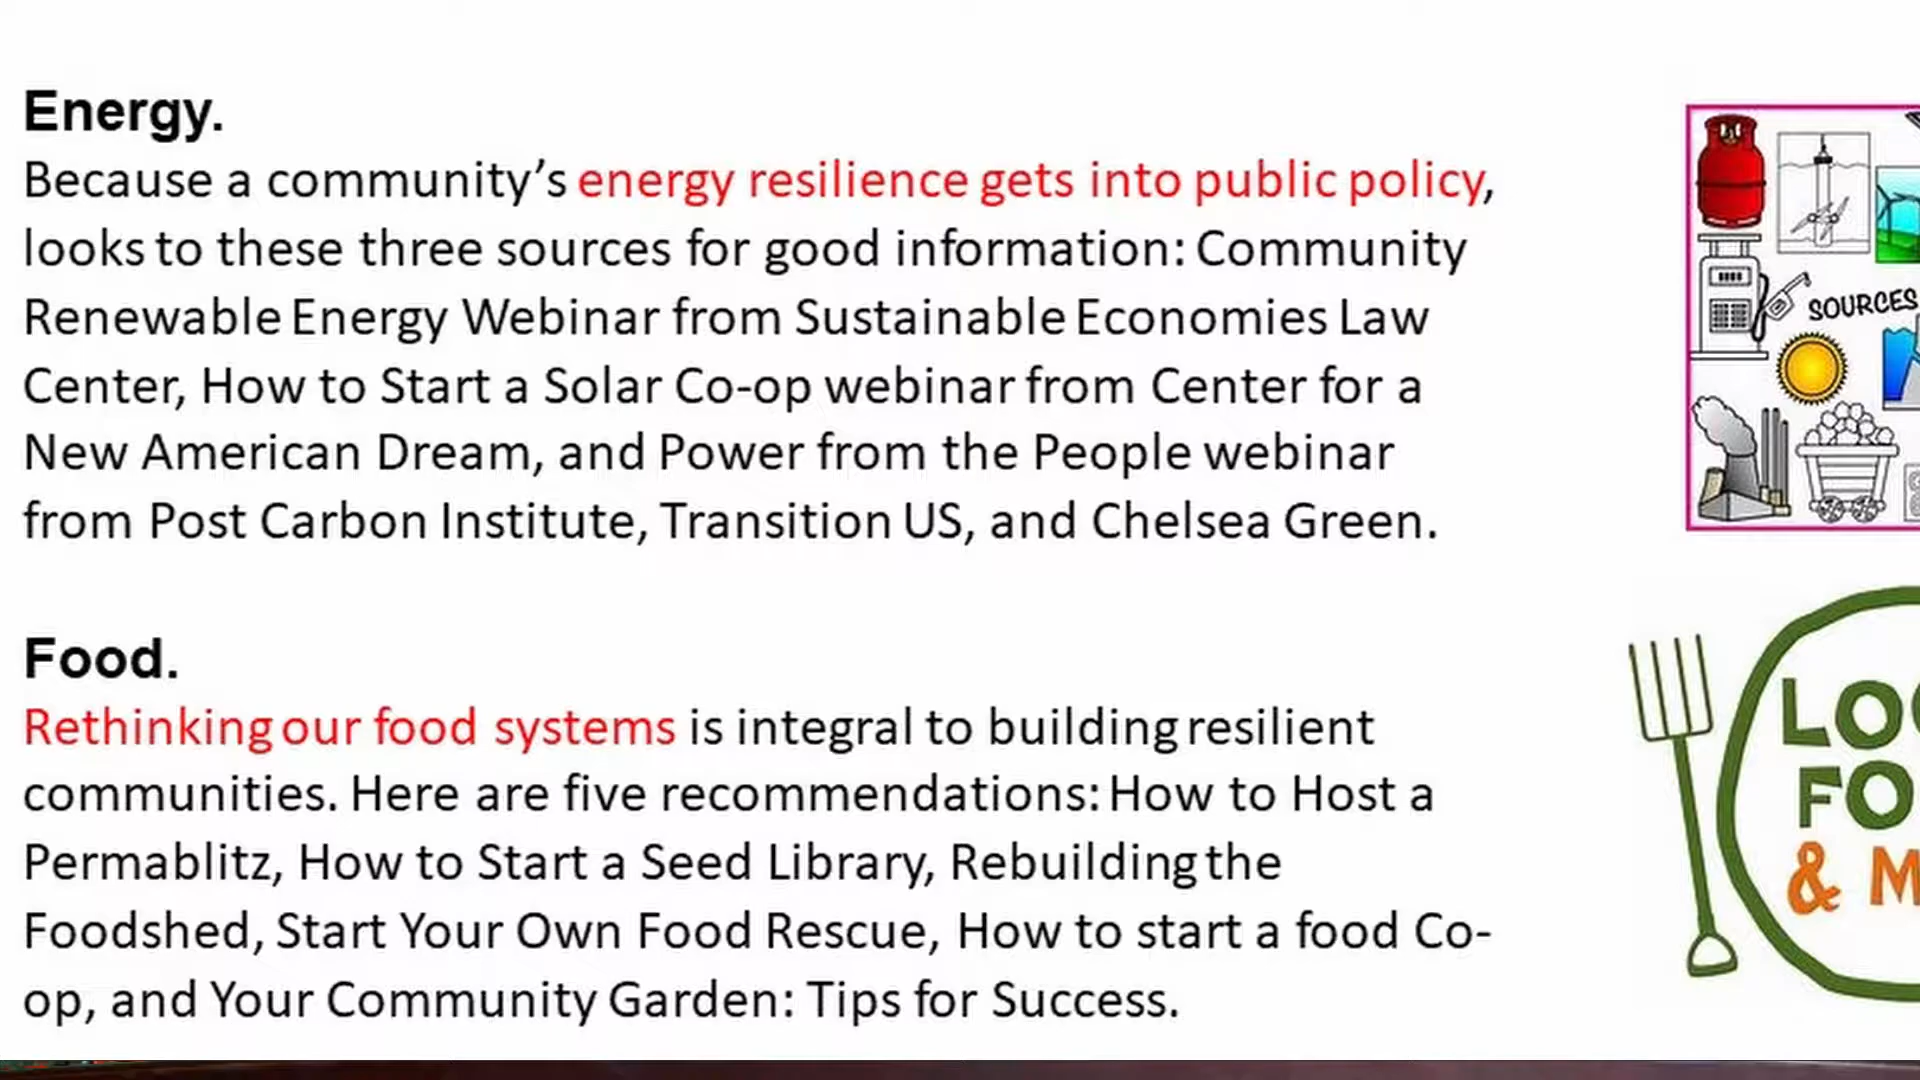 Energy.
Because a community’s energy resilience gets into public policy,
looks to these three sources for good information: Community
Renewable Energy Webinar from Sustainable Economies Law
Center, How to Start a Solar Co-op webinar from Center for a
New American Dream, and Power from the People webinar
from Post Carbon Institute, Transition US, and Chelsea Green.
SOURCES
Food.
Rethinking our food systems is integral to building resilient
communities. Here are five recommendations: How to Host a
Permablitz, How to Start a Seed Library, Rebuilding the
Foodshed, Start Your Own Food Rescue, How to start a food Co-
op, and Your Community Garden: Tips for Success.
LO
FO
& M